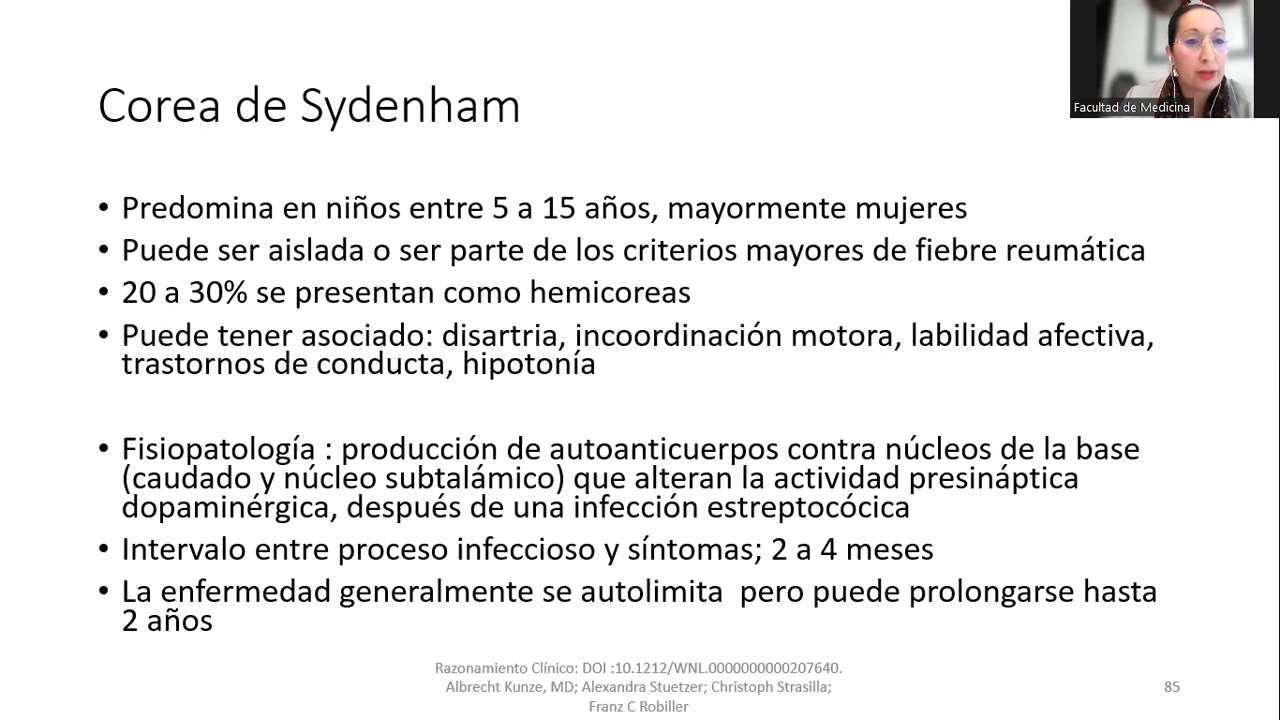 Facultad de Medicina
Corea de Sydenham
• Predomina en niños entre 5 a 15 años, mayormente mujeres
• Puede ser aislada o ser parte de los criterios mayores de fiebre reumática
• 20 a 30% se presentan como hemicoreas
• Puede tener asociado: disartria, incoordinación motora, labilidad afectiva,
trastornos de conducta, hipotonía
• Fisiopatología : producción de autoanticuerpos contra núcleos de la base
(caudado y núcleo subtalámico) que alteran la actividad presináptica
dopaminérgica, después de una infección estreptocócica
• Intervalo entre proceso infeccioso y síntomas; 2 a 4 meses
• La enfermedad generalmente se autolimita  pero puede prolongarse hasta
2 años
Razonamiento Clínico: DOI :10.1212/WNL.0000000000207640.
Albrecht Kunze, MD; Alexandra Stuetzer; Christoph Strasilla;
Franz C Robiller
85